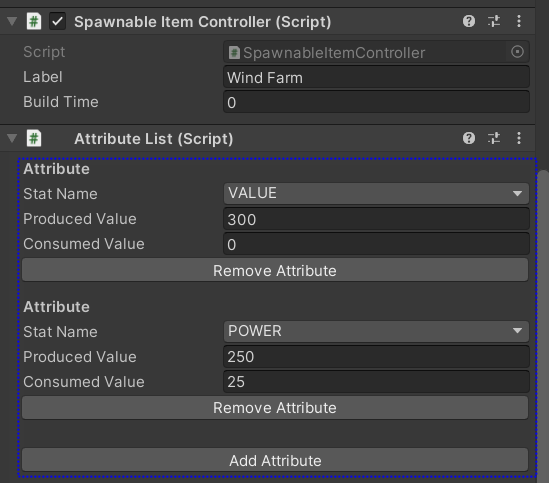 Spawnable Item Controller (Script)
Script SpawnableItemController
Label Wind Farm
Build Time 0
Attribute List (Script)
Attribute
Stat Name VALUE
Produced Value 300
Consumed Value 0
Remove Attribute
Attribute
Stat Name POWER
Produced Value 250
Consumed Value 25
Remove Attribute
Add Attribute